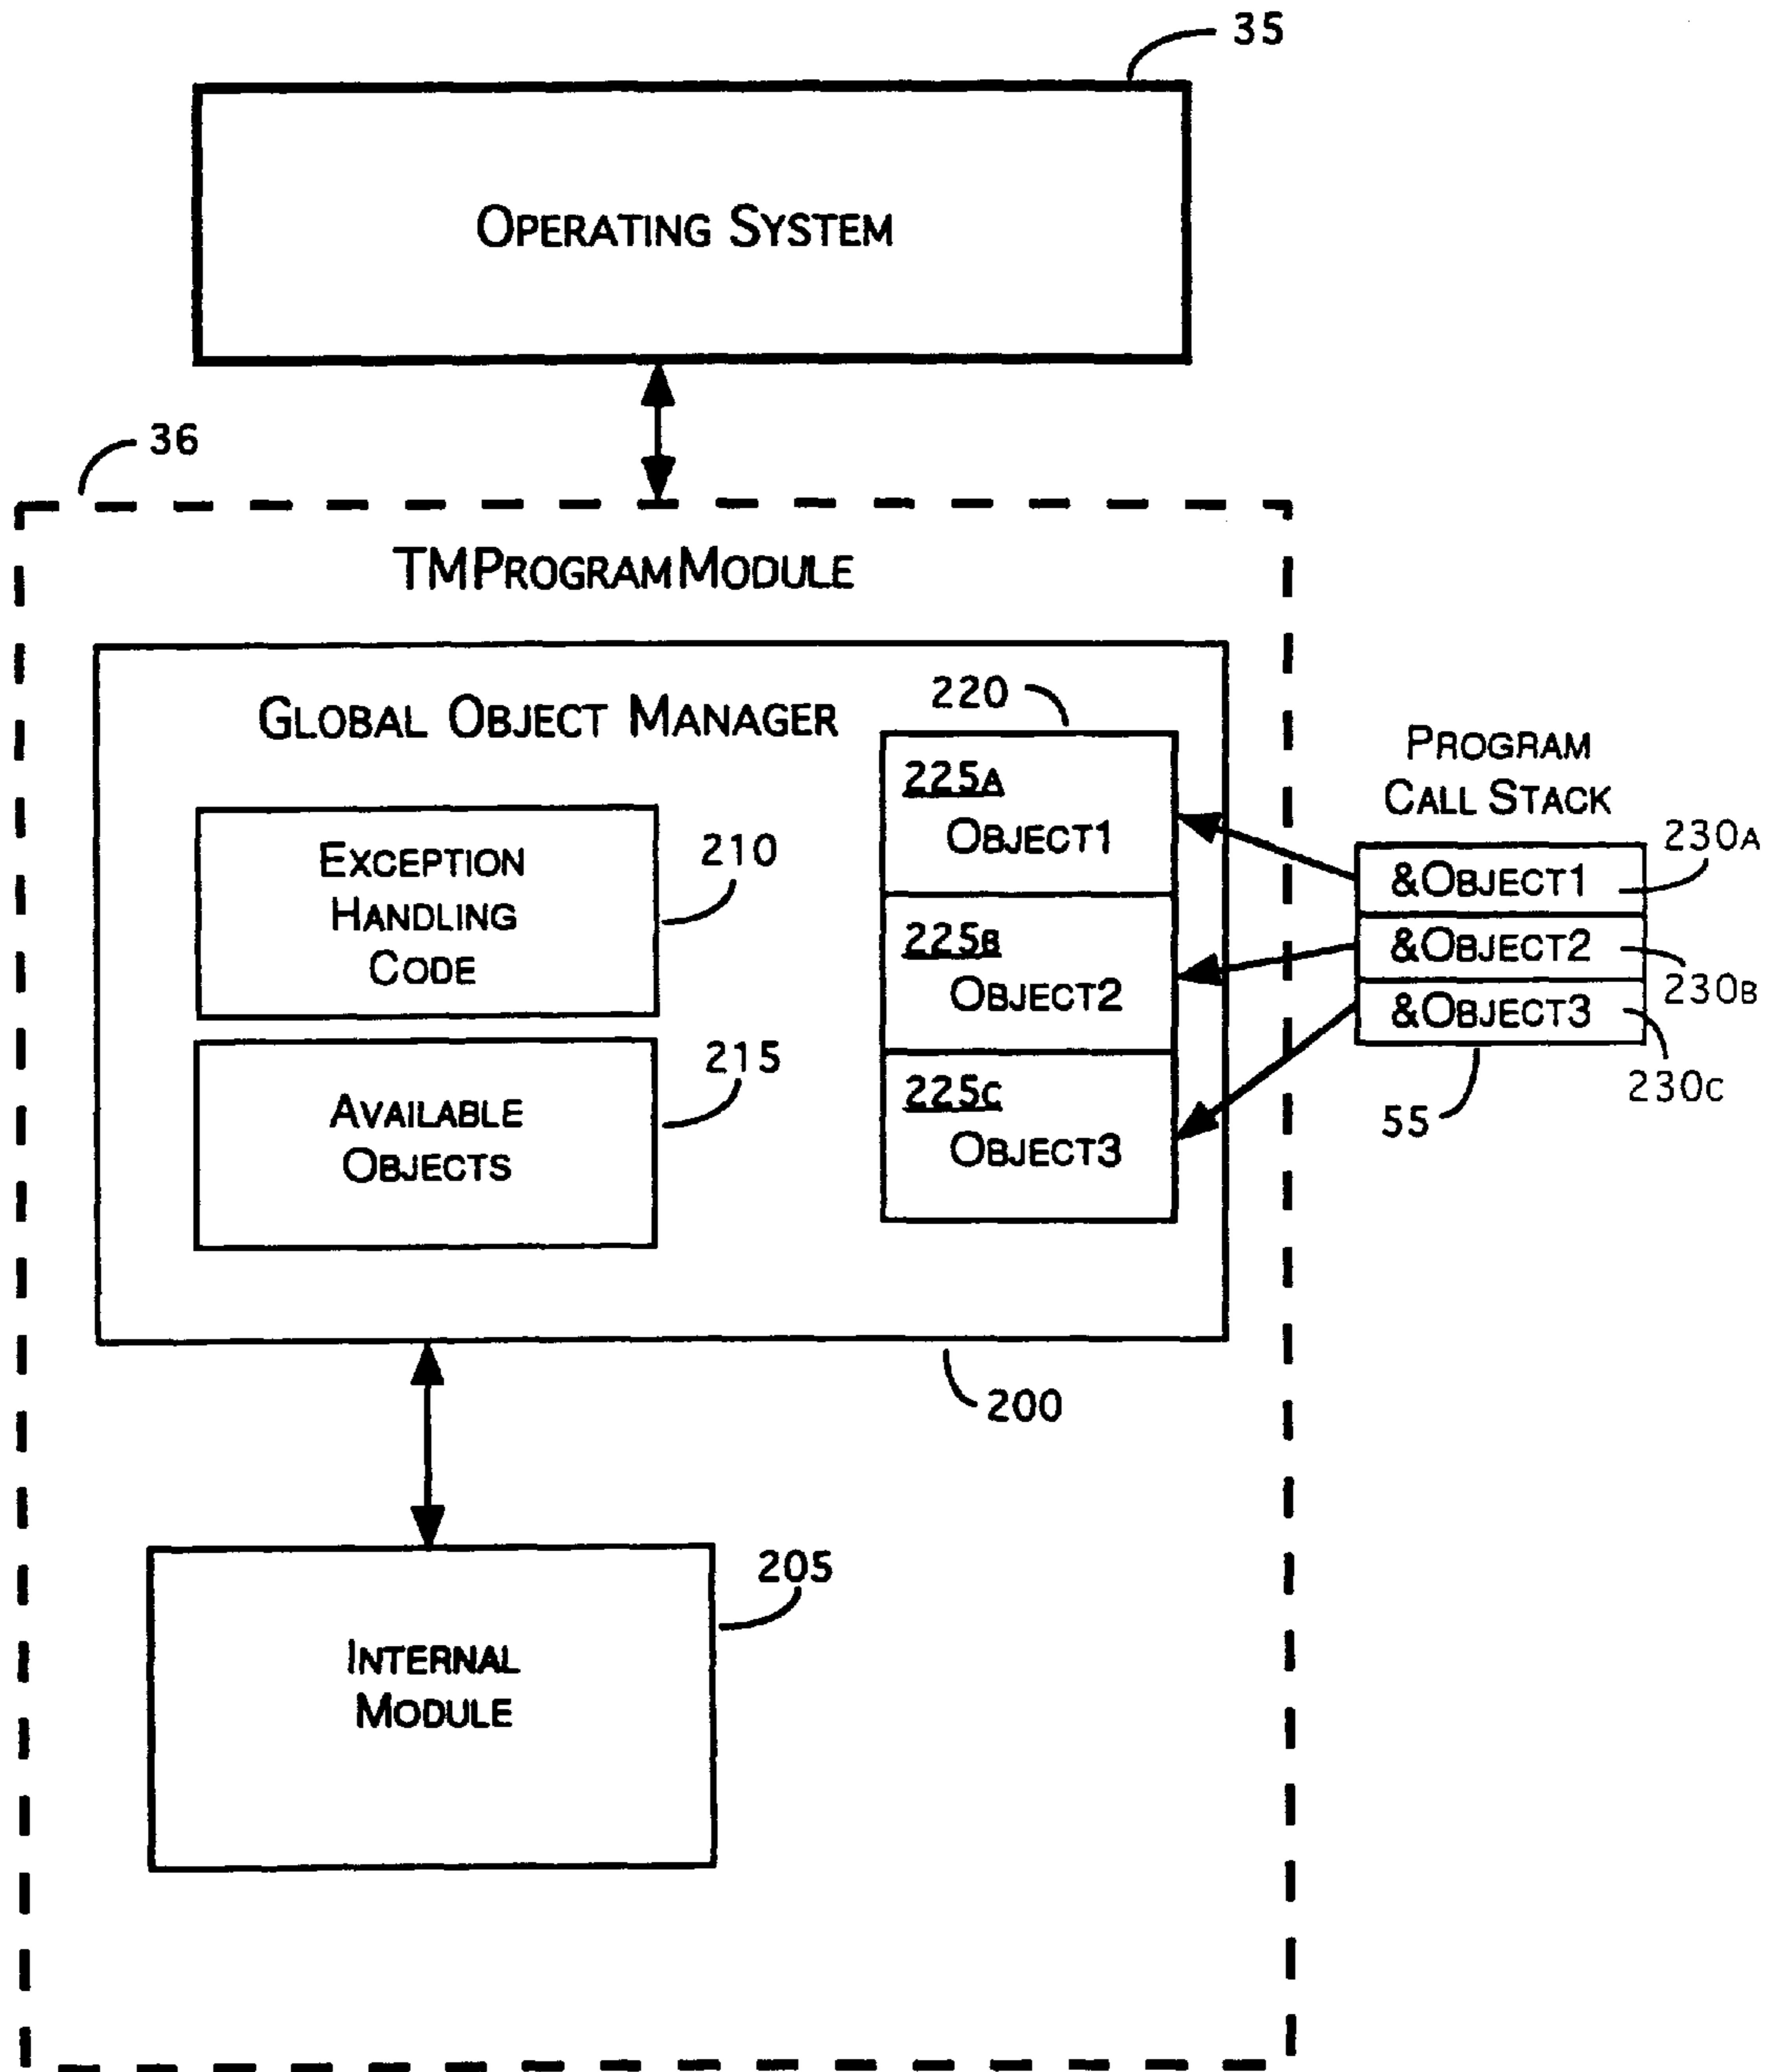 35
OPERATING SYSTEM
36
TMPROGRAMMODULE
GLOBAL OBJECT MANAGER
220
225A
OBJECT1
225B
OBJECT2
225C
OBJECT3
EXCEPTION
HANDLING
CODE
210
AVAILABLE
OBJECTS
215
PROGRAM
CALL STACK
&OBJECT1
230A
&OBJECT2
230B
&OBJECT3
230C
55
200
205
INTERNAL
MODULE